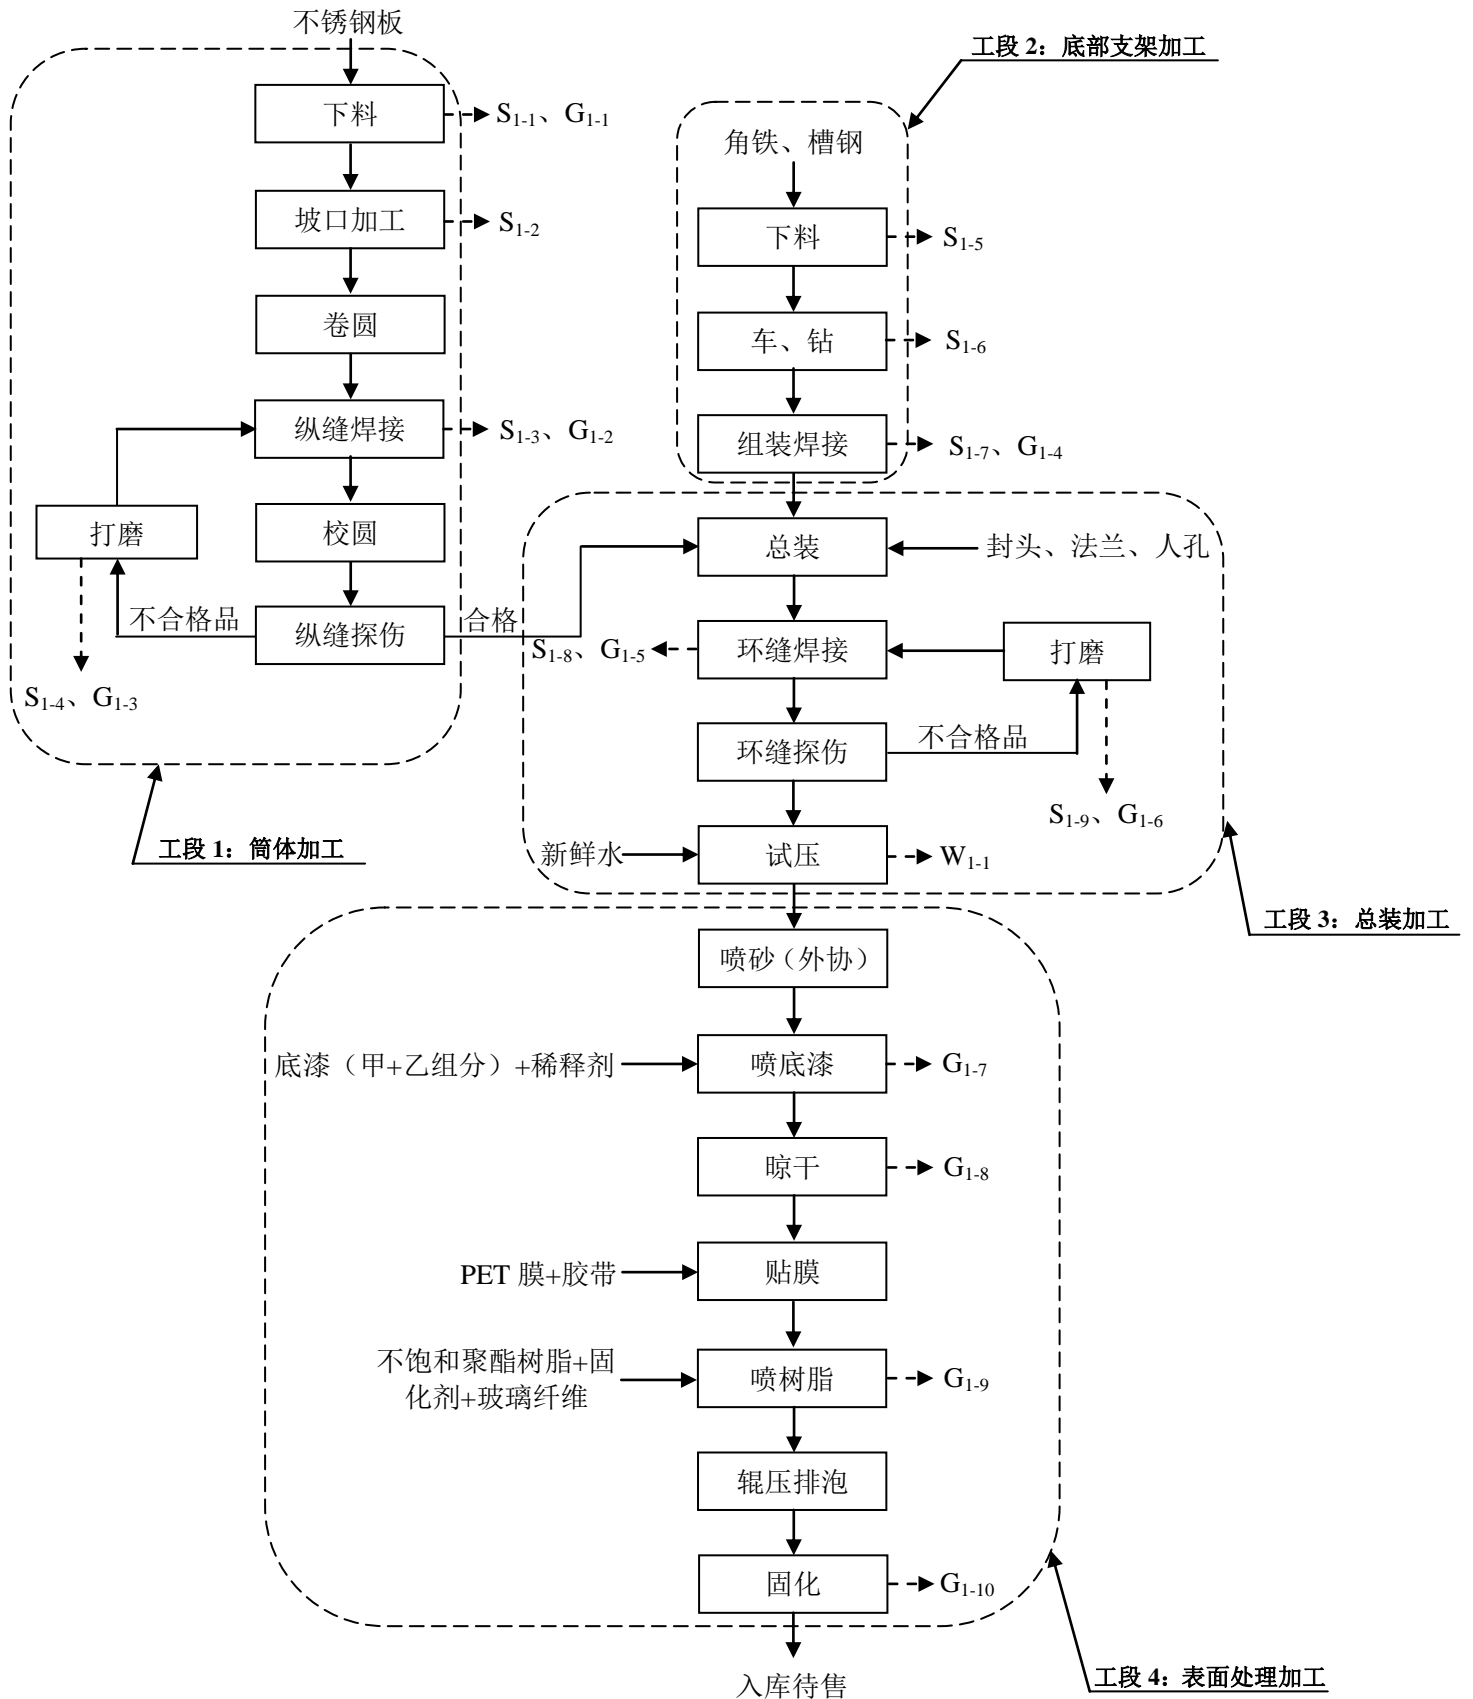 不锈钢板
下料
S1-1、G1-1
坡口加工
S1-2
卷圆
纵缝焊接
S1-3、G1-2
打磨
校圆
不合格品
纵缝探伤
合格
S1-4、G1-3
工段 1：筒体加工
工段 2：底部支架加工
角铁、槽钢
下料
S1-5
车、钻
S1-6
组装焊接
S1-7、G1-4
总装
封头、法兰、人孔
S1-8、G1-5
环缝焊接
打磨
环缝探伤
不合格品
S1-9、G1-6
新鲜水
试压
W1-1
工段 3：总装加工
喷砂（外协）
底漆（甲+乙组分）+稀释剂
喷底漆
G1-7
晾干
G1-8
PET 膜+胶带
贴膜
不饱和聚酯树脂+固
化剂+玻璃纤维
喷树脂
G1-9
辊压排泡
固化
G1-10
工段 4：表面处理加工
入库待售